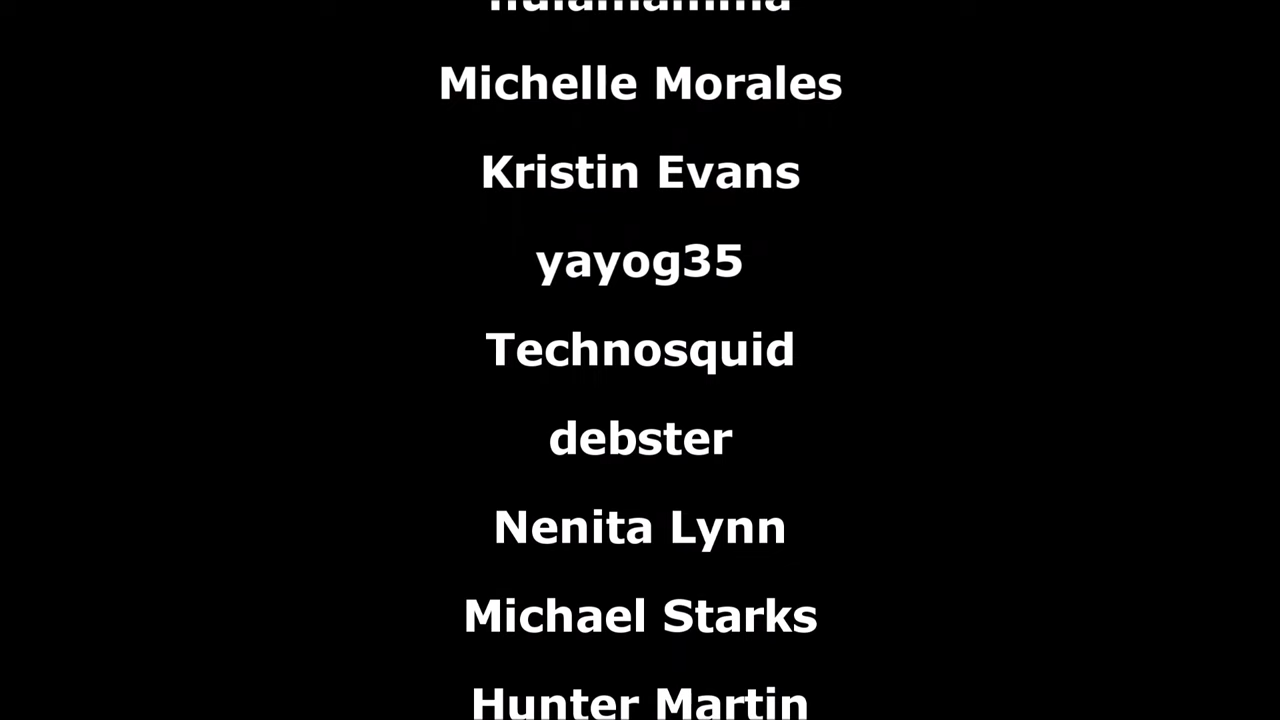 Michelle Morales
Kristin Evans
yayog35
Technosquid
debster
Nenita Lynn
Michael Starks
Hunter Martin